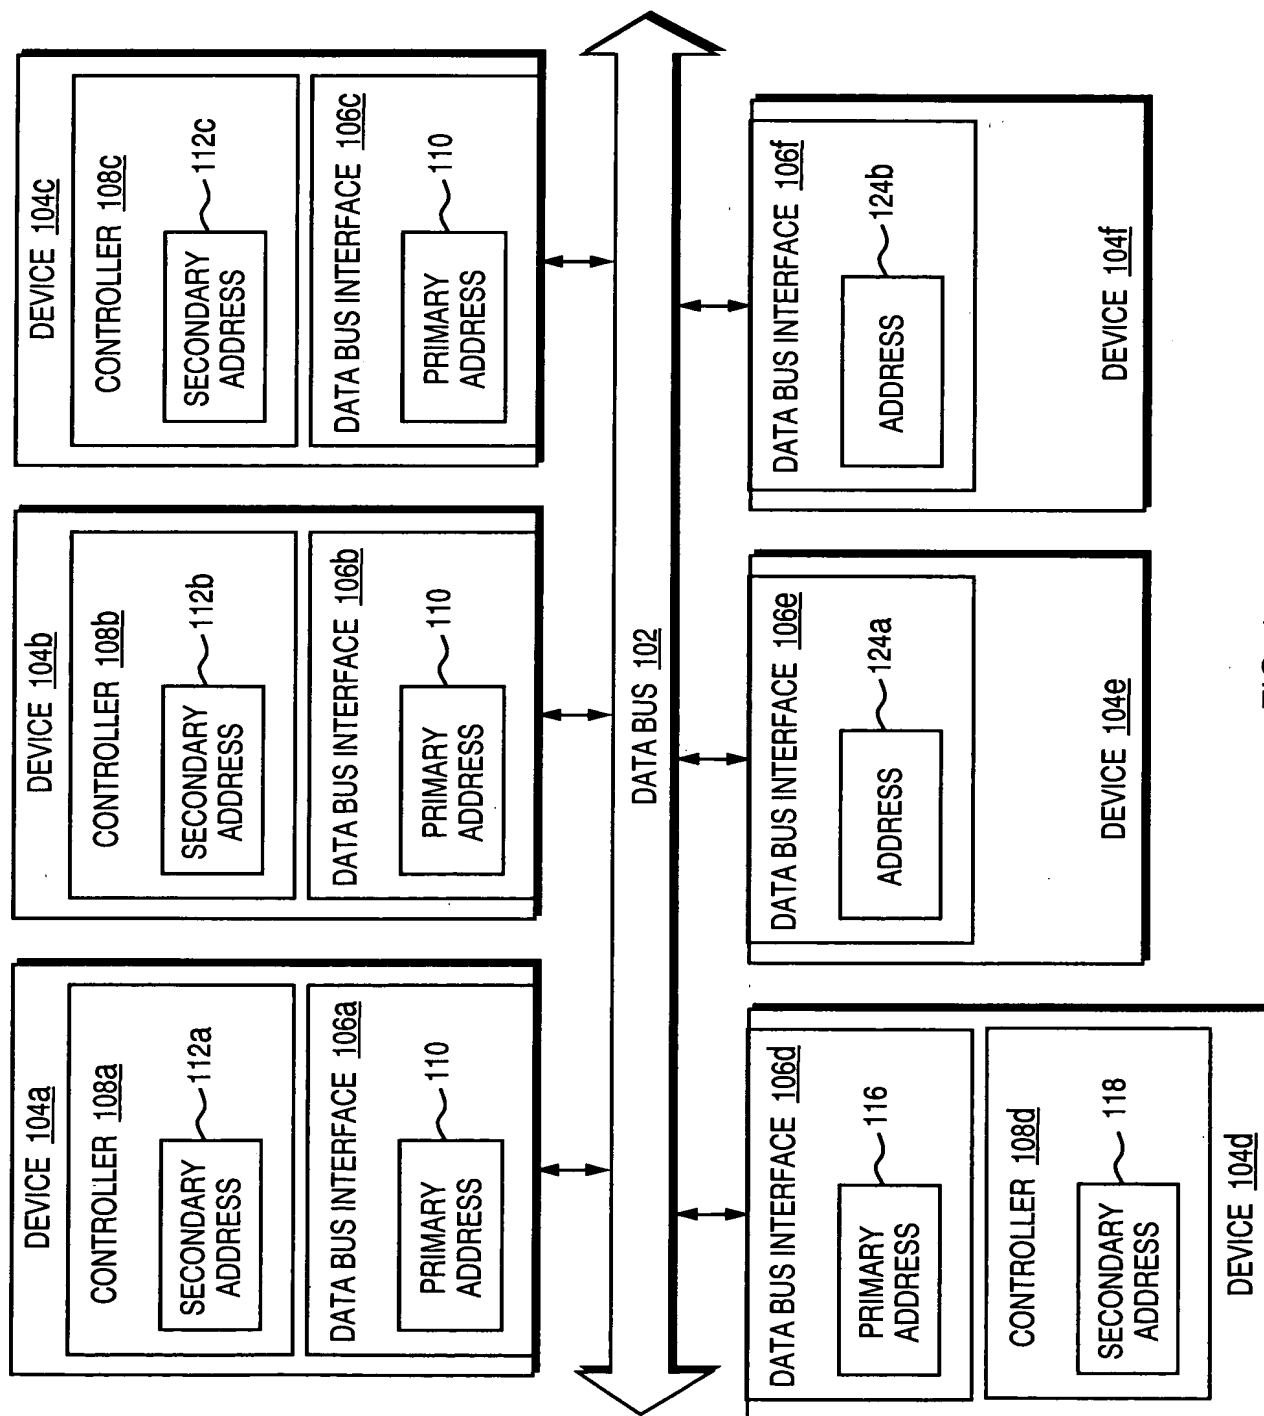 DEVICE 104a
CONTROLLER 108a
112a
SECONDARY
ADDRESS
DATA BUS INTERFACE 106a
110
PRIMARY
ADDRESS
DEVICE 104b
CONTROLLER 108b
112b
SECONDARY
ADDRESS
DATA BUS INTERFACE 106b
110
PRIMARY
ADDRESS
DEVICE 104c
CONTROLLER 108c
112c
SECONDARY
ADDRESS
DATA BUS INTERFACE 106c
110
PRIMARY
ADDRESS
DATA BUS 102
DATA BUS INTERFACE 106d
116
PRIMARY
ADDRESS
CONTROLLER 108d
118
SECONDARY
ADDRESS
DEVICE 104d
DATA BUS INTERFACE 106e
124a
ADDRESS
DEVICE 104e
DATA BUS INTERFACE 106f
124b
ADDRESS
DEVICE 104f